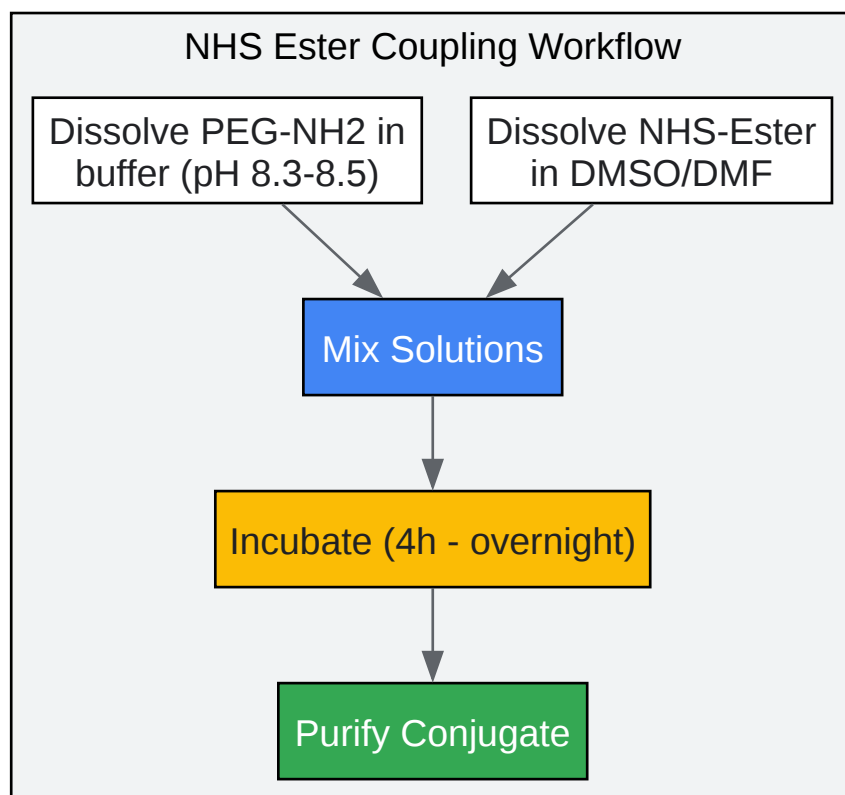 NHS Ester Coupling Workflow
Dissolve PEG-NH2 in
buffer (pH 8.3-8.5)
Dissolve NHS-Ester
in DMSO/DMF
Mix Solutions
Incubate (4h - overnight)
Purify Conjugate